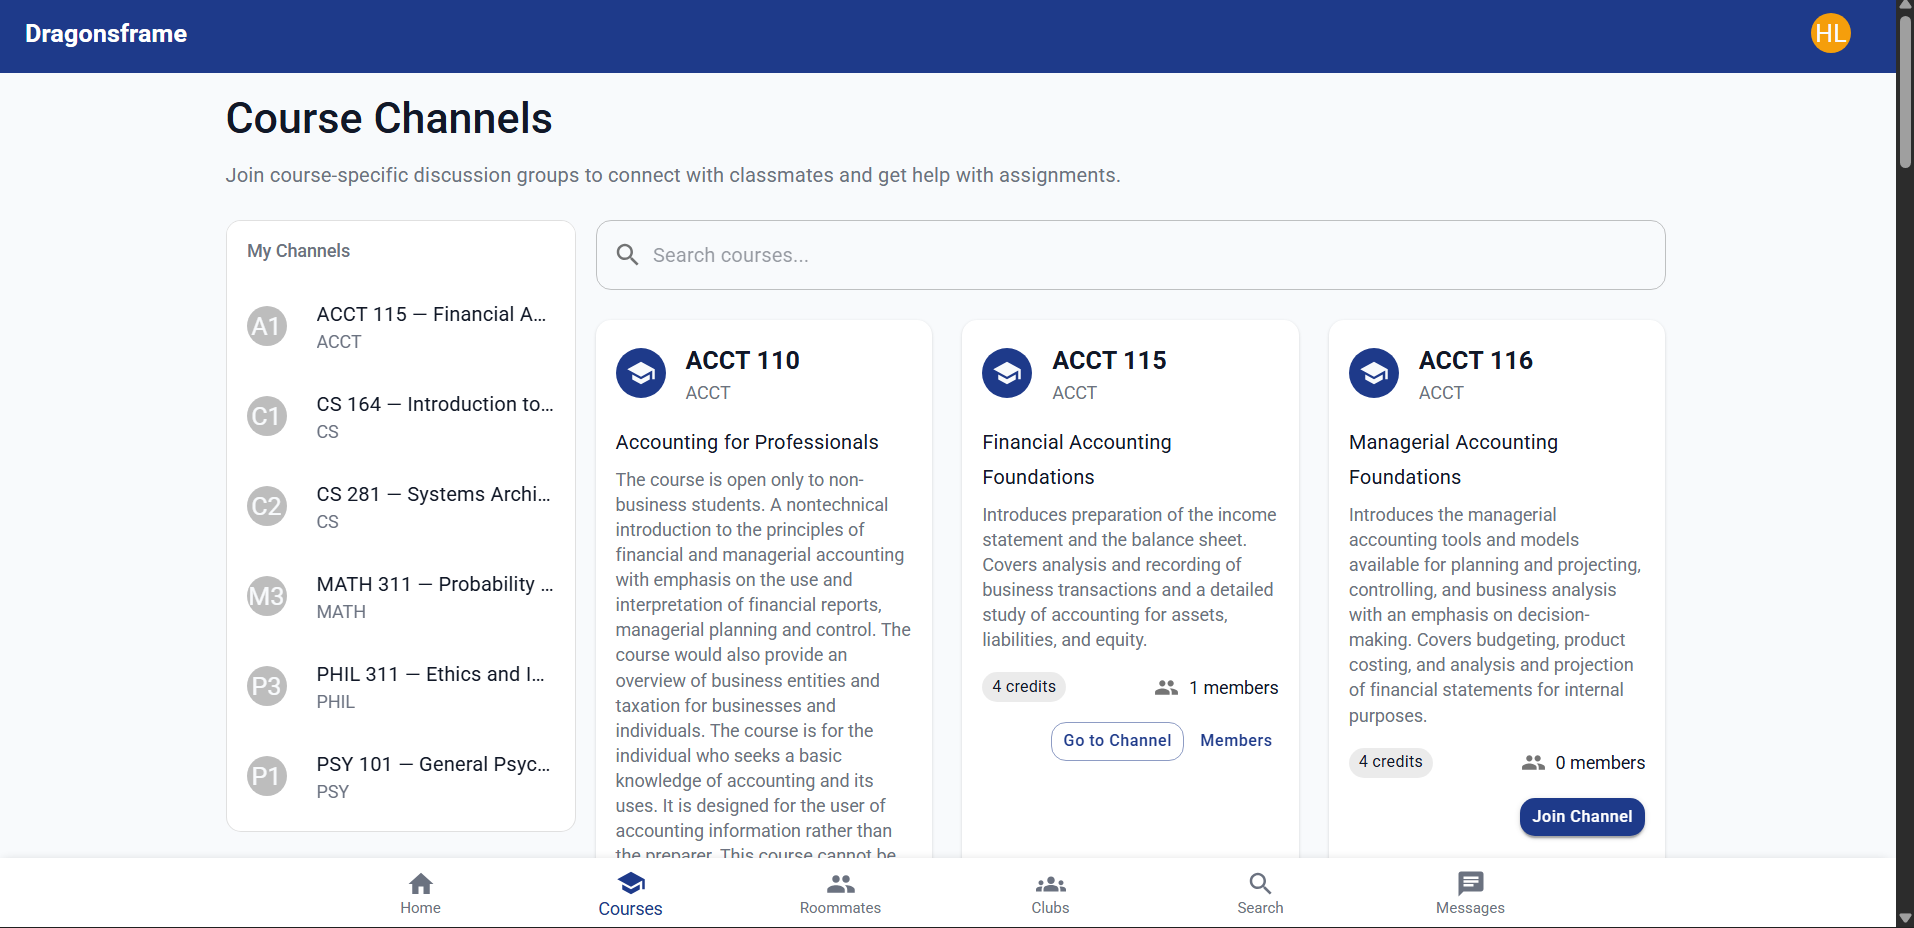 Dragonsframe
HL
Course Channels
Join course-specific discussion groups to connect with classmates and get help with assignments.
My Channels
A1
ACCT 115 — Financial A...
ACCT
C1
CS 164 — Introduction to...
CS
C2
CS 281 — Systems Archi...
CS
M3
MATH 311 — Probability ...
MATH
P3
PHIL 311 — Ethics and I...
PHIL
P1
PSY 101 — General Psyc...
PSY
Search courses...
ACCT 110
ACCT
Accounting for Professionals
The course is open only to non-
business students. A nontechnical
introduction to the principles of
financial and managerial accounting
with emphasis on the use and
interpretation of financial reports,
managerial planning and control. The
course would also provide an
overview of business entities and
taxation for businesses and
individuals. The course is for the
individual who seeks a basic
knowledge of accounting and its
uses. It is designed for the user of
accounting information rather than
the preparer. This course cannot be
ACCT 115
ACCT
Financial Accounting
Foundations
Introduces preparation of the income
statement and the balance sheet.
Covers analysis and recording of
business transactions and a detailed
study of accounting for assets,
liabilities, and equity.
4 credits
1 members
Go to Channel
Members
ACCT 116
ACCT
Managerial Accounting
Foundations
Introduces the managerial
accounting tools and models
available for planning and projecting,
controlling, and business analysis
with an emphasis on decision-
making. Covers budgeting, product
costing, and analysis and projection
of financial statements for internal
purposes.
4 credits
0 members
Join Channel
Home
Courses
Roommates
Clubs
Search
Messages